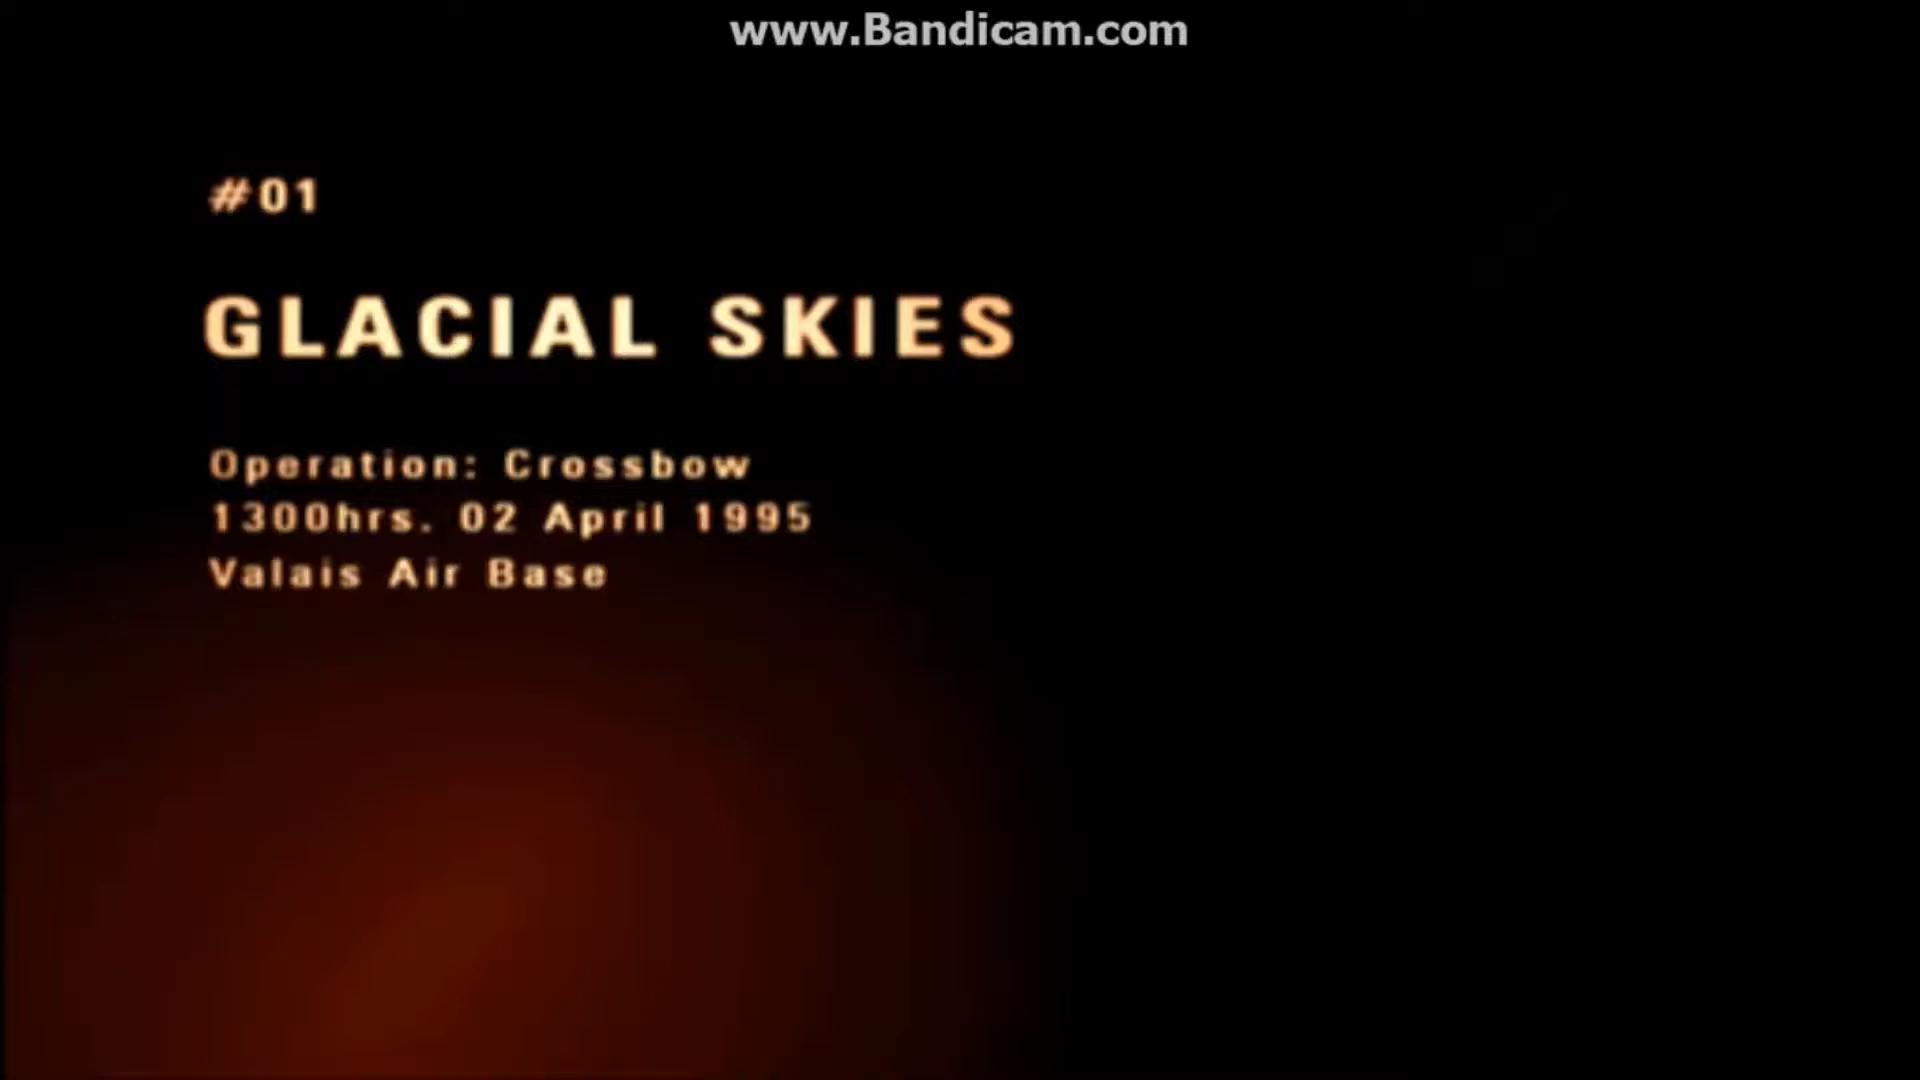 www.Bandicam.com
#01
GLACIAL SKIES
Operation: Crossbow
1300hrs. 02 April 1995
Valais Air Base